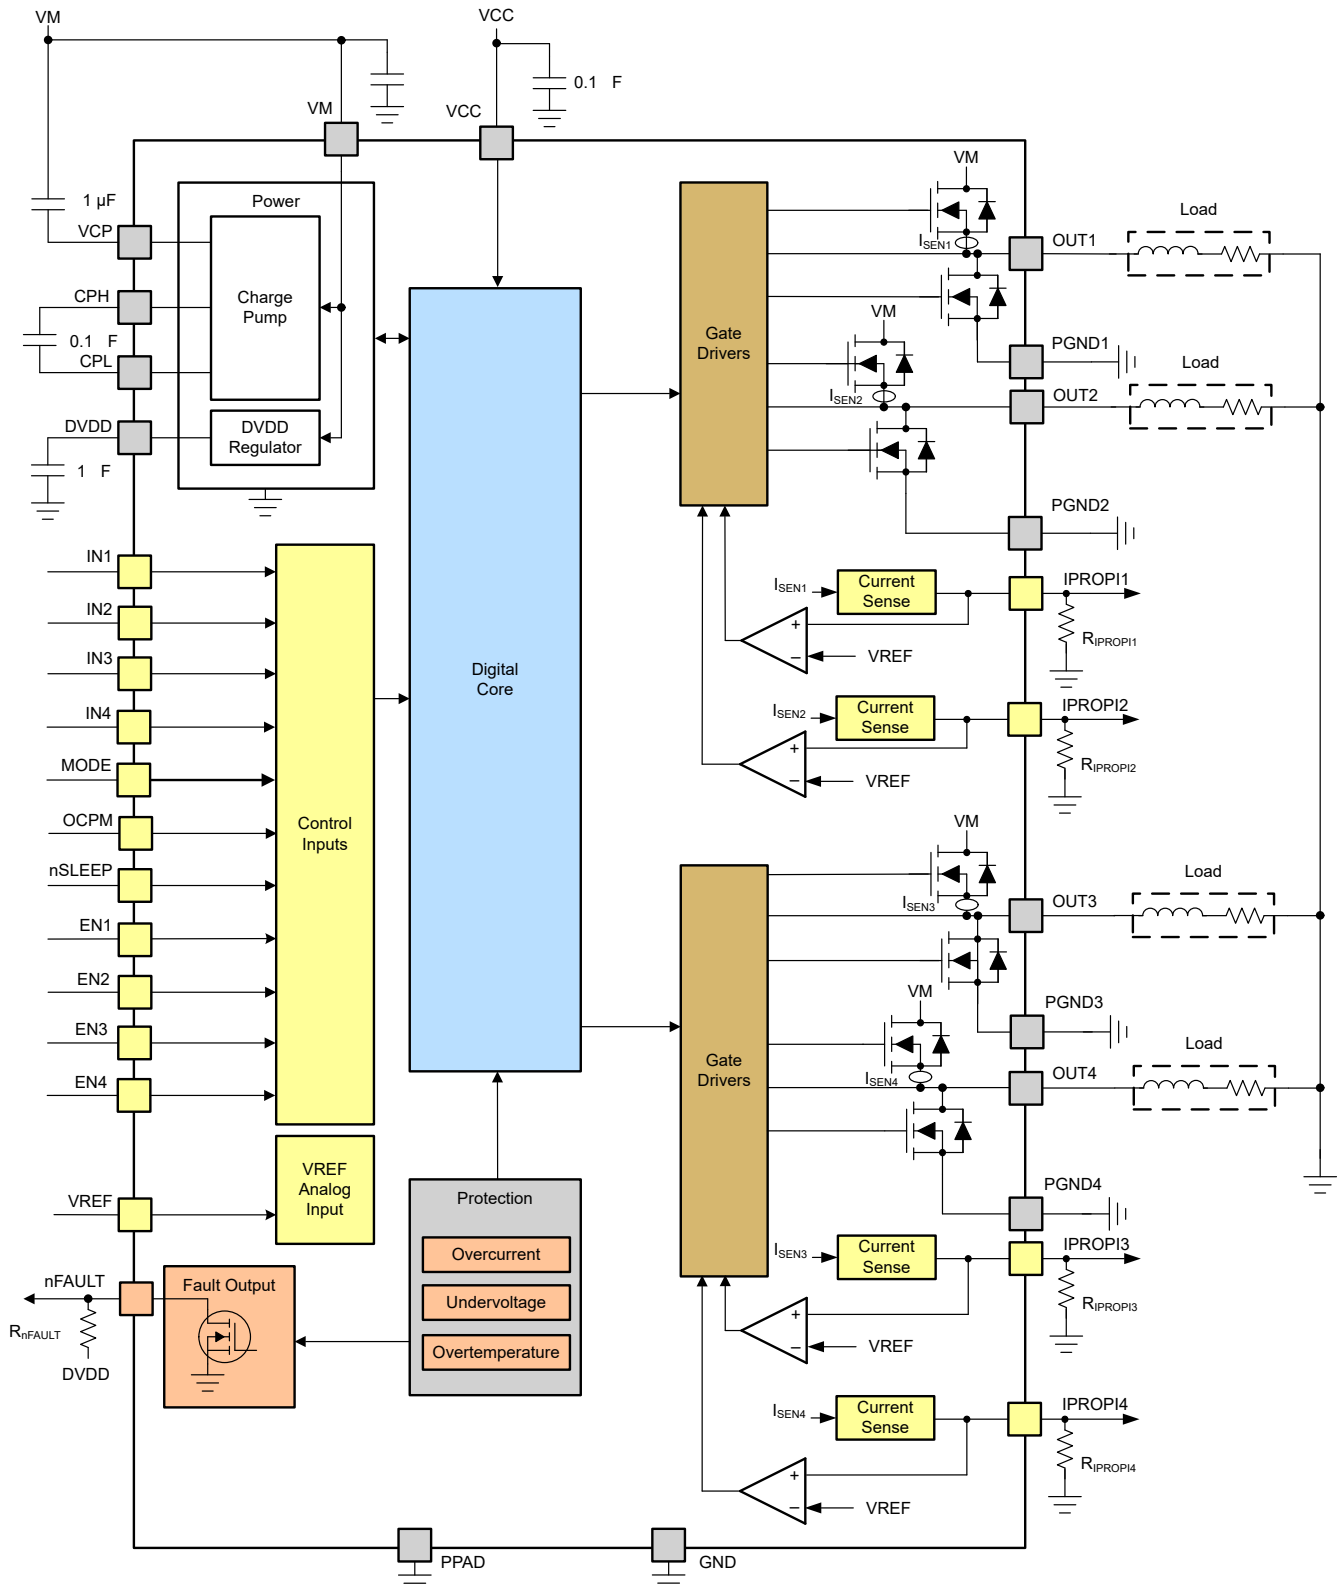 VM
VCC
0.1 F
VM
VCC
1 µF
Power
VCP
Charge
Pump
CPH
0.1 F
CPL
DVDD
DVDD
Regulator
1 F
IN1
IN2
IN3
IN4
MODE
OCPM
nSLEEP
EN1
EN2
EN3
EN4
Control
Inputs
VREF
VREF
Analog
Input
nFAULT
RnFAULT
DVDD
Fault Output
Digital
Core
Protection
Overcurrent
Undervoltage
Overtemperature
PPAD
GND
Gate
Drivers
VM
ISEN1
OUT1
Load
VM
PGND1
ISEN2
OUT2
Load
PGND2
ISEN1
Current
Sense
IPROPI1
+
−
VREF
RIPROPI1
ISEN2
Current
Sense
IPROPI2
+
−
VREF
RIPROPI2
Gate
Drivers
VM
ISEN3
OUT3
Load
VM
PGND3
ISEN4
OUT4
Load
PGND4
ISEN3
Current
Sense
IPROPI3
+
−
VREF
RIPROPI3
ISEN4
Current
Sense
IPROPI4
+
−
VREF
RIPROPI4